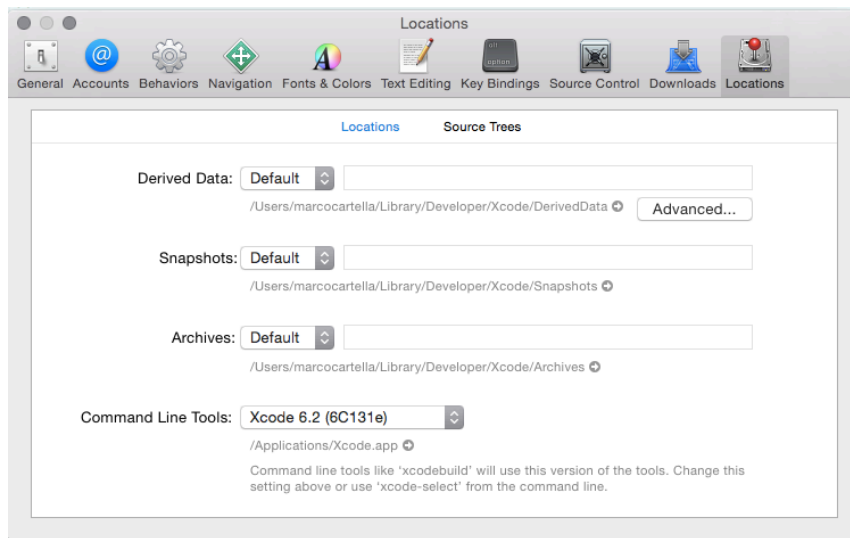 Locations
General Accounts Behaviors Navigation Fonts & Colors Text Editing Key Bindings Source Control Downloads Locations
Locations Source Trees
Derived Data: Default
/Users/marcocartella/Library/Developer/Xcode/DerivedData Advanced...
Snapshots: Default
/Users/marcocartella/Library/Developer/Xcode/Snapshots
Archives: Default
/Users/marcocartella/Library/Developer/Xcode/Archives
Command Line Tools: Xcode 6.2 (6C131e)
/Applications/Xcode.app
Command line tools like ‘xcodebuild’ will use this version of the tools. Change this
setting above or use ‘xcode-select’ from the command line.